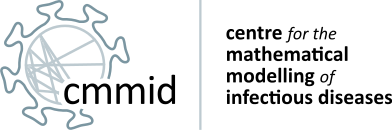 cmmid
centre for the
mathematical
modelling of
infectious diseases